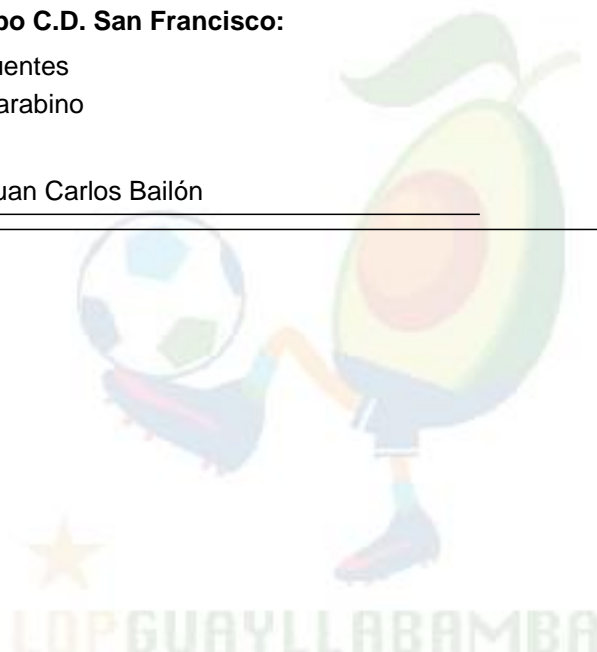 po C.D. San Francisco:
uentes
arabino
uan Carlos Bailón
LDPGUAYLLABAMBA